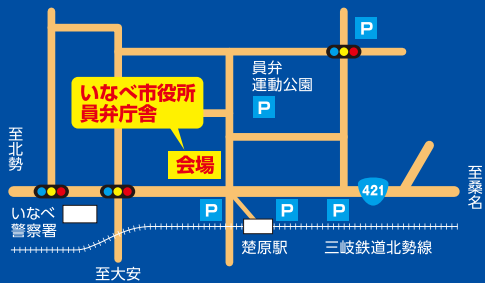 P
員弁
運動公園
P
いなべ市役所
員弁庁舎
会場
至北勢
至桑名
421
いなべ
警察署
P
P
P
楚原駅
三岐鉄道北勢線
至大安